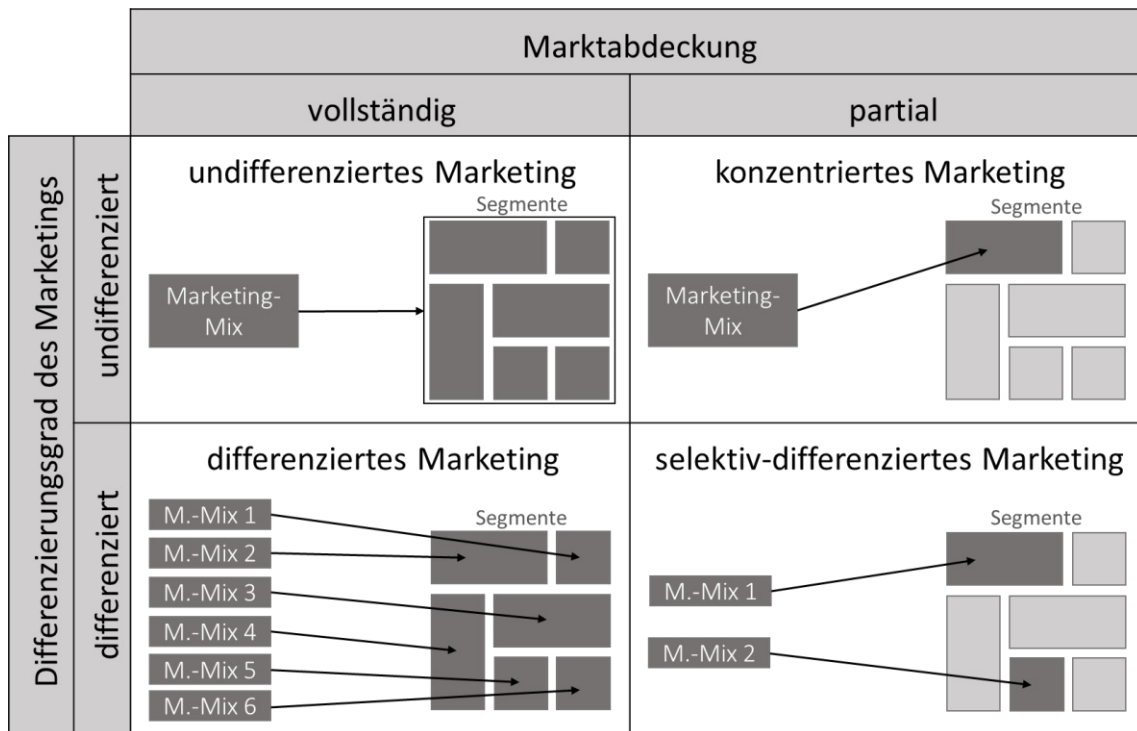 Marktabdeckung
vollständig
partial
Differenzierungsgrad des Marketings
undifferenziert
undifferenziertes Marketing
Segmente
Marketing-
Mix
konzentriertes Marketing
Segmente
Marketing-
Mix
differenziert
differenziertes Marketing
Segmente
M.-Mix 1
M.-Mix 2
M.-Mix 3
M.-Mix 4
M.-Mix 5
M.-Mix 6
selektiv-differenziertes Marketing
Segmente
M.-Mix 1
M.-Mix 2